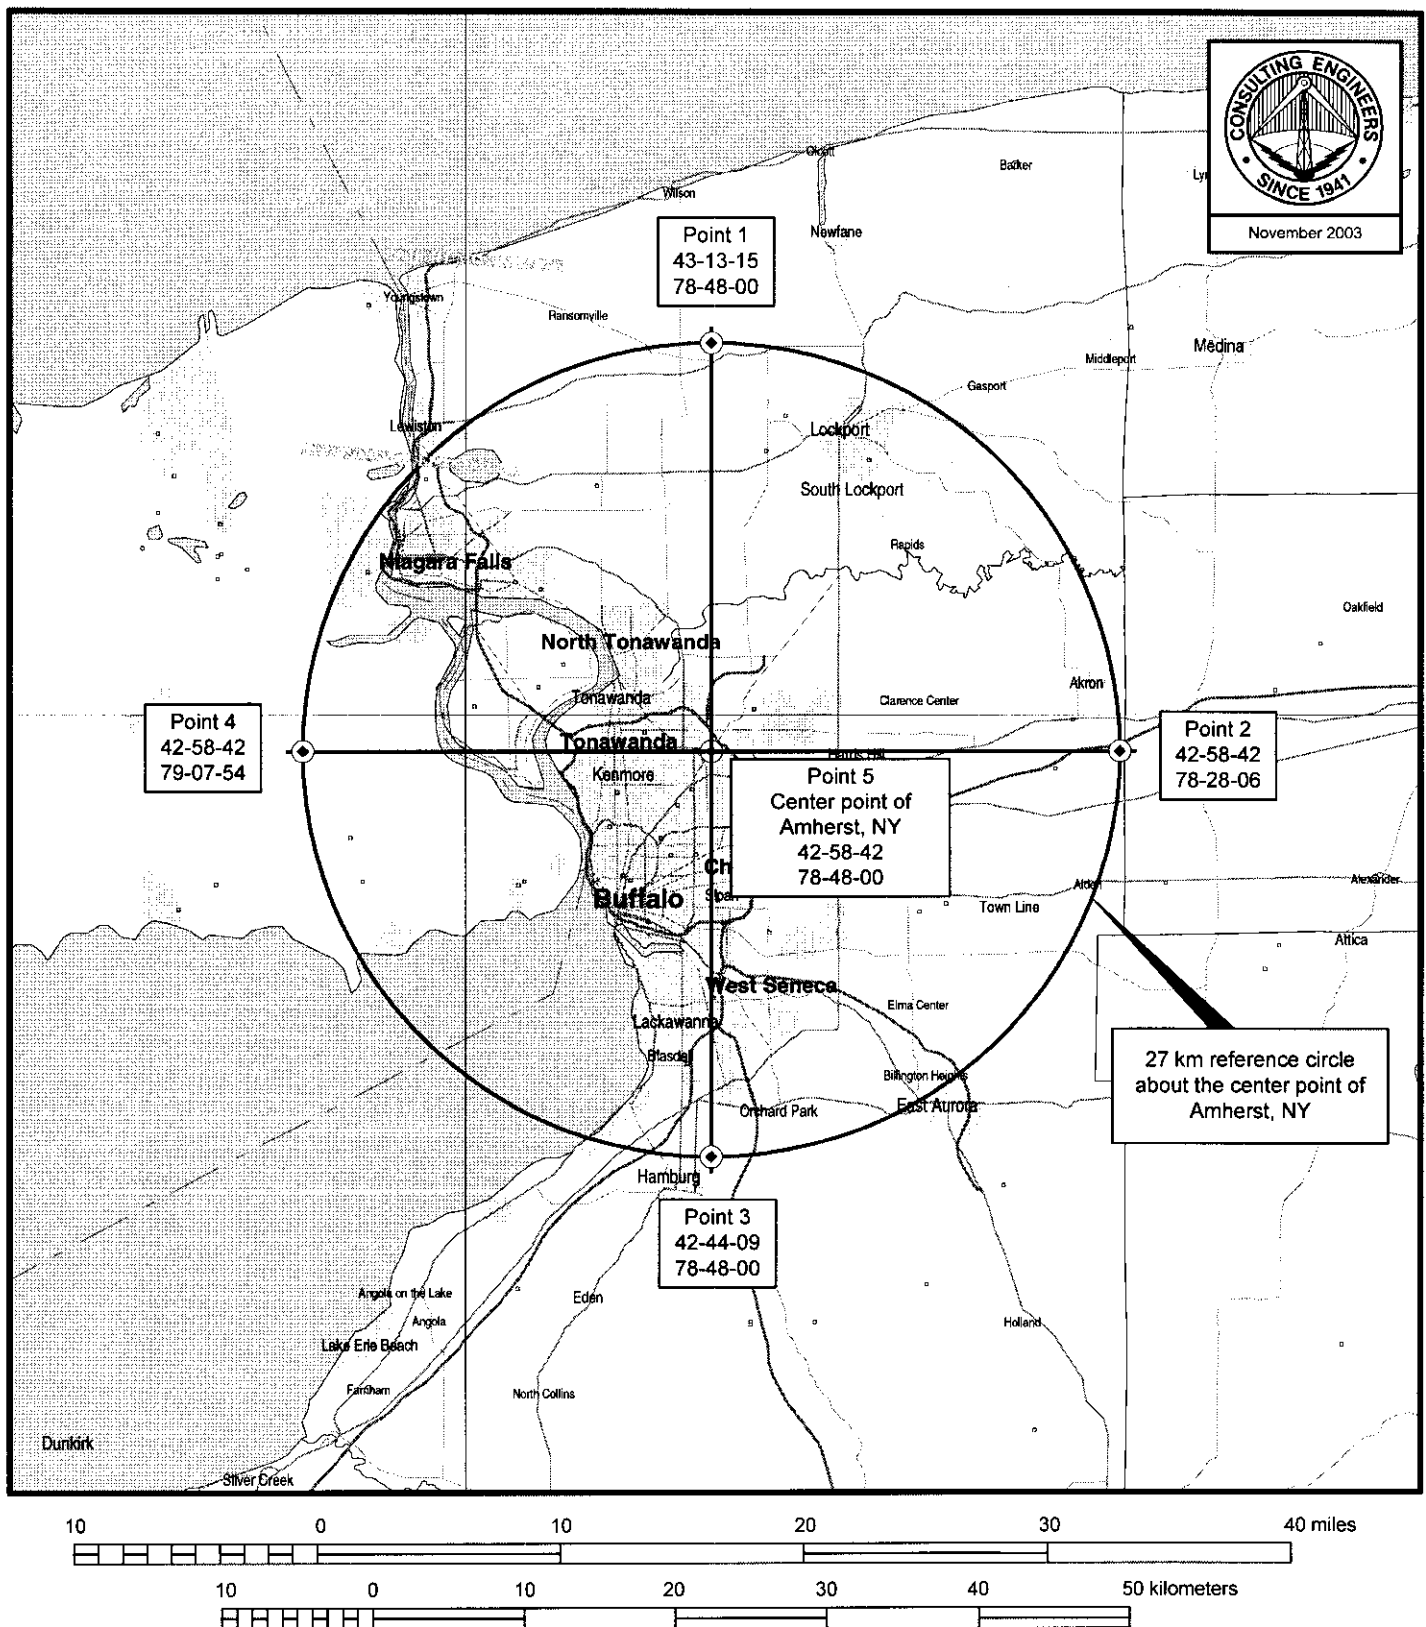 CONSULTING ENGINEERS
SINCE 1941
November 2003
Olcott
Barker
Wilson
Newfane
Point 1
43-13-15
78-48-00
Youngstown
Ransomville
Medina
Middleport
Gasport
Lewiston
Lockport
South Lockport
Rapids
Niagara Falls
Oakfield
North Tonawanda
Akron
Tonawanda
Clarence Center
Point 4
42-58-42
79-07-54
Point 2
42-58-42
78-28-06
Tonawanda
Harris Hill
Kenmore
Point 5
Center point of
Amherst, NY
42-58-42
78-48-00
Ch
Sloan
Buffalo
Alden
Alexander
Town Line
Attica
West Seneca
Elma Center
Lackawanna
Blasdell
Billington Heights
East Aurora
Orchard Park
27 km reference circle
about the center point of
Amherst, NY
Hamburg
Point 3
42-44-09
78-48-00
Angola on the Lake
Eden
Angola
Holland
Lake Erie Beach
Farnham
North Collins
Dunkirk
Silver Creek
10 0 10 20 30 40 miles
10 0 10 20 30 40 50 kilometers